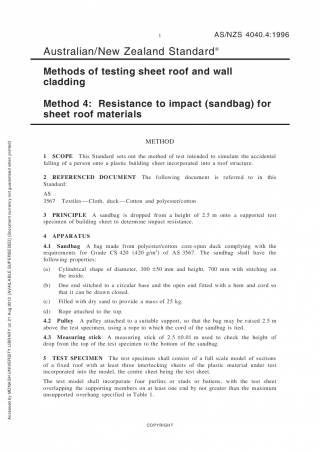 1
AS/NZS 4040.4:1996
Australian/New Zealand Standard®
Methods of testing sheet roof and wall
cladding
Method 4: Resistance to impact (sandbag) for
sheet roof materials
METHOD
1 SCOPE This Standard sets out the method of test intended to simulate the accidental
falling of a person onto a plastic building sheet incorporated into a roof structure.
2 REFERENCED DOCUMENT The following document is referred to in this
Standard:
AS
3567 Textiles—Cloth, duck—Cotton and polyester/cotton
3 PRINCIPLE A sandbag is dropped from a height of 2.5 m onto a supported test
specimen of building sheet to determine impact resistance.
4 APPARATUS
4.1 Sandbag A bag made from polyester/cotton core-spun duck complying with the
requirements for Grade CS 420 (420 g/m²) of AS 3567. The sandbag shall have the
following properties:
(a) Cylindrical shape of diameter, 300 ±50 mm and height, 700 mm with stitching on
the inside.
(b) One end stitched to a circular base and the open end fitted with a hem and cord so
that it can be drawn closed.
(c) Filled with dry sand to provide a mass of 25 kg.
(d) Rope attached to the top.
4.2 Pulley A pulley attached to a suitable support, so that the bag may be raised 2.5 m
above the test specimen, using a rope to which the cord of the sandbag is tied.
4.3 Measuring stick A measuring stick of 2.5 ±0.01 m used to check the height of
drop from the top of the test specimen to the bottom of the sandbag.
5 TEST SPECIMEN The test specimen shall consist of a full scale model of sections
of a fixed roof with at least three interlocking sheets of the plastic material under test
incorporated into the model, the centre sheet being the test sheet.
The test model shall incorporate four purlins or studs or battens, with the test sheet
overlapping the supporting members on at least one end by not greater than the maximum
unsupported overhang specified in Table 1.
COPYRIGHT
Accessed by MONASH UNIVERSITY LIBRARY on 21 Aug 2013 [AVAILABLE SUPERSEDED] (Document currency not guaranteed when printed)